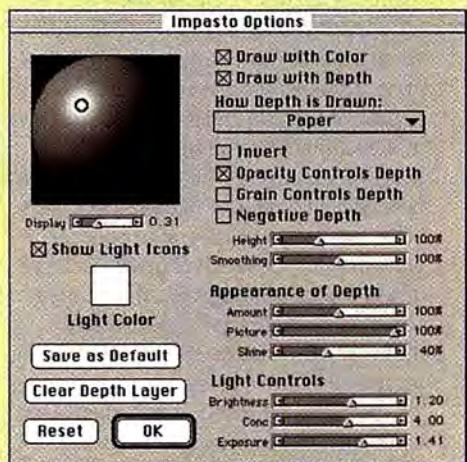 Impasto Options
Draw with Color
Draw with Depth
How Depth is Drawn:
Paper
Invert
Opacity Controls Depth
Grain Controls Depth
Negative Depth
Height 100%
Smoothing 100%
Display 0.31
Show Light Icons
Light Color
Save as Default
Clear Depth Layer
Reset OK
Appearance of Depth
Amount 100%
Picture 100%
Shine 40%
Light Controls
Brightness 1.20
Conc 4.00
Exposure 1.41